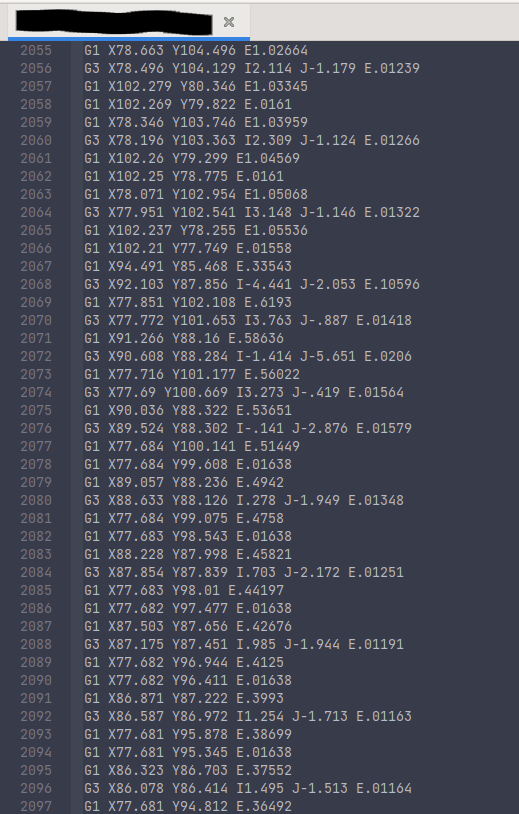 2055 G1 X78.663 Y104.496 E1.02664
2056 G3 X78.496 Y104.129 I2.114 J-1.179 E.01239
2057 G1 X102.279 Y80.346 E1.03345
2058 G1 X102.269 Y79.822 E.0161
2059 G1 X78.346 Y103.746 E1.03959
2060 G3 X78.196 Y103.363 I2.309 J-1.124 E.01266
2061 G1 X102.26 Y79.299 E1.04569
2062 G1 X102.25 Y78.775 E.0161
2063 G1 X78.071 Y102.954 E1.05068
2064 G3 X77.951 Y102.541 I3.148 J-1.146 E.01322
2065 G1 X102.237 Y78.255 E1.05536
2066 G1 X102.21 Y77.749 E.01558
2067 G1 X94.491 Y85.468 E.33543
2068 G3 X92.103 Y87.856 I-4.441 J-2.053 E.10596
2069 G1 X77.851 Y102.108 E.6193
2070 G3 X77.772 Y101.653 I3.763 J-.887 E.01418
2071 G1 X91.266 Y88.16 E.58636
2072 G3 X90.608 Y88.284 I-1.414 J-5.651 E.0206
2073 G1 X77.716 Y101.177 E.56022
2074 G3 X77.69 Y100.669 I3.273 J-.419 E.01564
2075 G1 X90.036 Y88.322 E.53651
2076 G3 X89.524 Y88.302 I-.141 J-2.876 E.01579
2077 G1 X77.684 Y100.141 E.51449
2078 G1 X77.684 Y99.608 E.01638
2079 G1 X89.057 Y88.236 E.4942
2080 G3 X88.633 Y88.126 I.278 J-1.949 E.01348
2081 G1 X77.684 Y99.075 E.4758
2082 G1 X77.683 Y98.543 E.01638
2083 G1 X88.228 Y87.998 E.45821
2084 G3 X87.854 Y87.839 I.703 J-2.172 E.01251
2085 G1 X77.683 Y98.01 E.44197
2086 G1 X77.682 Y97.477 E.01638
2087 G1 X87.503 Y87.656 E.42676
2088 G3 X87.175 Y87.451 I.985 J-1.944 E.01191
2089 G1 X77.682 Y96.944 E.4125
2090 G1 X77.682 Y96.411 E.01638
2091 G1 X86.871 Y87.222 E.3993
2092 G3 X86.587 Y86.972 I1.254 J-1.713 E.01163
2093 G1 X77.681 Y95.878 E.38699
2094 G1 X77.681 Y95.345 E.01638
2095 G1 X86.323 Y86.703 E.37552
2096 G3 X86.078 Y86.414 I1.495 J-1.513 E.01164
2097 G1 X77.681 Y94.812 E.36492